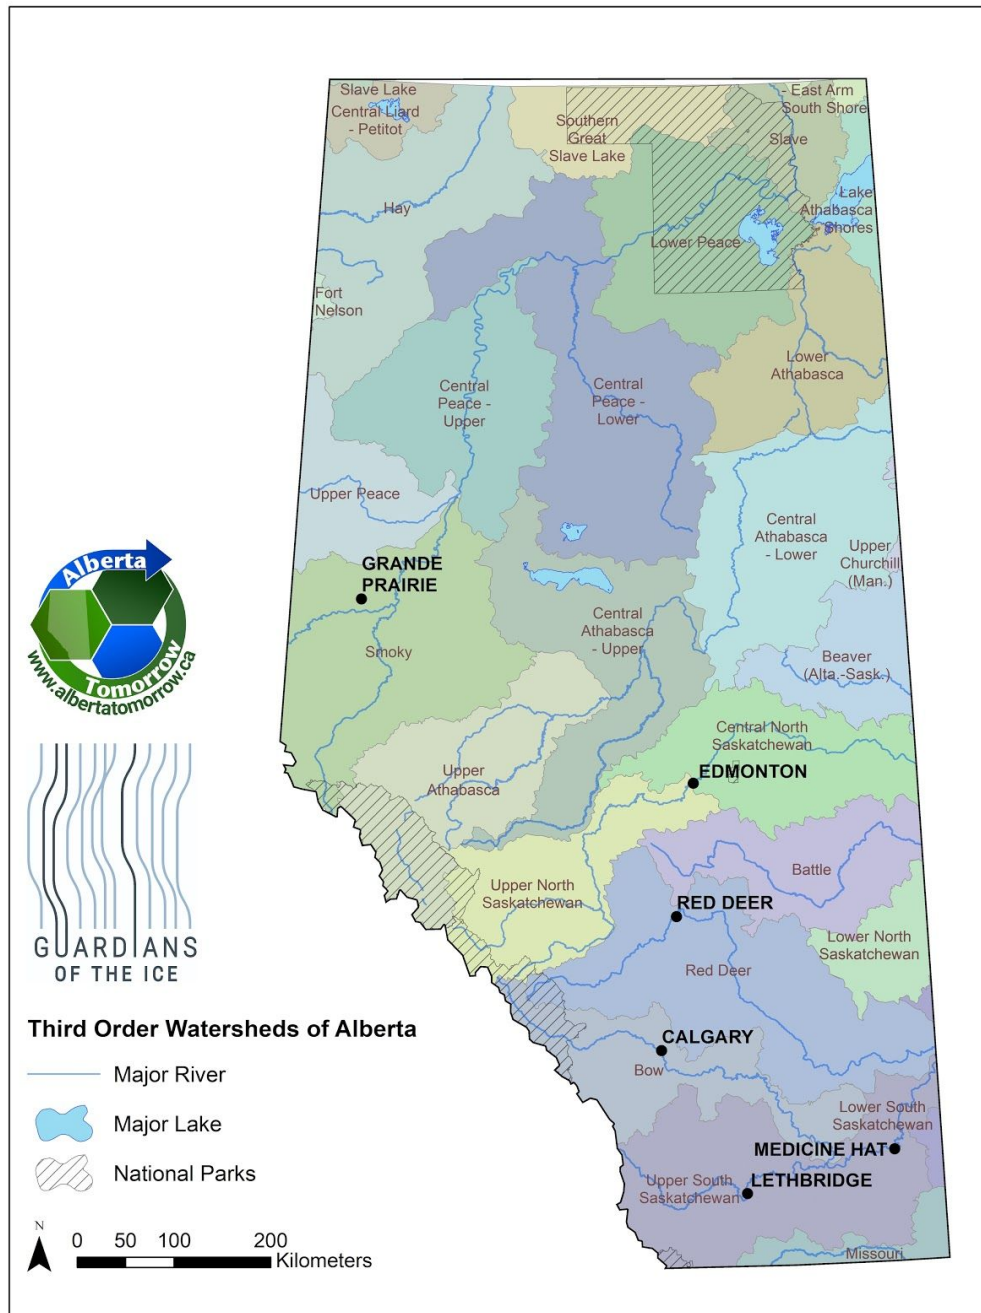 Slave Lake
Central Liard
- Petitot
Southern
Great
Slave Lake
- East Arm
South Shore
Slave
Hay
Lake
Athabasca
- Shores
Lower Peace
Fort
Nelson
Lower
Athabasca
Central
Peace -
Upper
Central
Peace -
Lower
Upper Peace
Central
Athabasca
- Lower
Upper
Churchill
(Man.)
GRANDE
PRAIRIE
Smoky
Central
Athabasca
- Upper
Beaver
(Alta.-Sask.)
Central North
Saskatchewan
EDMONTON
Upper
Athabasca
Battle
Upper North
Saskatchewan
RED DEER
Lower North
Saskatchewan
Red Deer
CALGARY
Bow
Lower South
Saskatchewan
MEDICINE HAT
Upper South
Saskatchewan
LETHBRIDGE
Missouri
Alberta
Tomorrow
www.albertatomorrow.ca
GUARDIANS
OF THE ICE
Third Order Watersheds of Alberta
Major River
Major Lake
National Parks
N
0 50 100 200
Kilometers